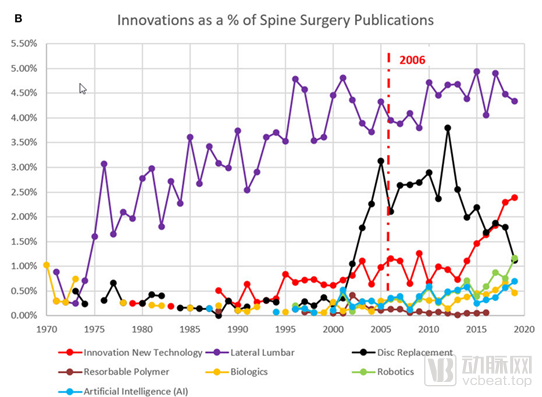 B
Innovations as a % of Spine Surgery Publications
5.50%
5.00%
4.50%
4.00%
3.50%
3.00%
2.50%
2.00%
1.50%
1.00%
0.50%
0.00%
2006
1970 1975 1980 1985 1990 1995 2000 2005 2010 2015 2020
Innovation New Technology Lateral Lumbar Disc Replacement
Resorbable Polymer Biologics Robotics
Artificial Intelligence (AI)
动脉网
vcbeat.top